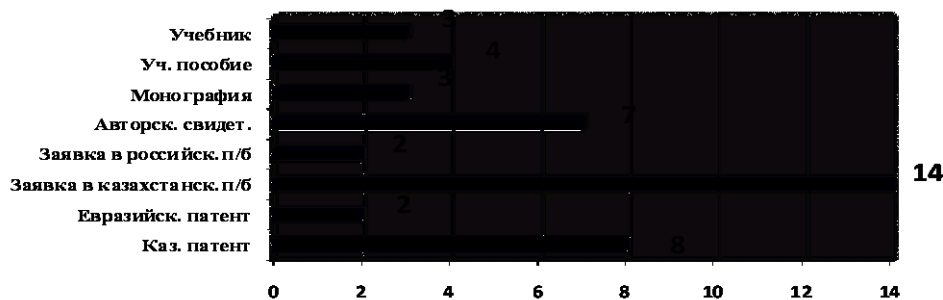 Учебник 3
Уч. пособие 4
Монография 3
Авторск. свидет. 7
Заявка в российск. п/б 2
Заявка в казахстанск. п/б 14
Евразийск. патент 2
Каз. патент 8
0 2 4 6 8 10 12 14